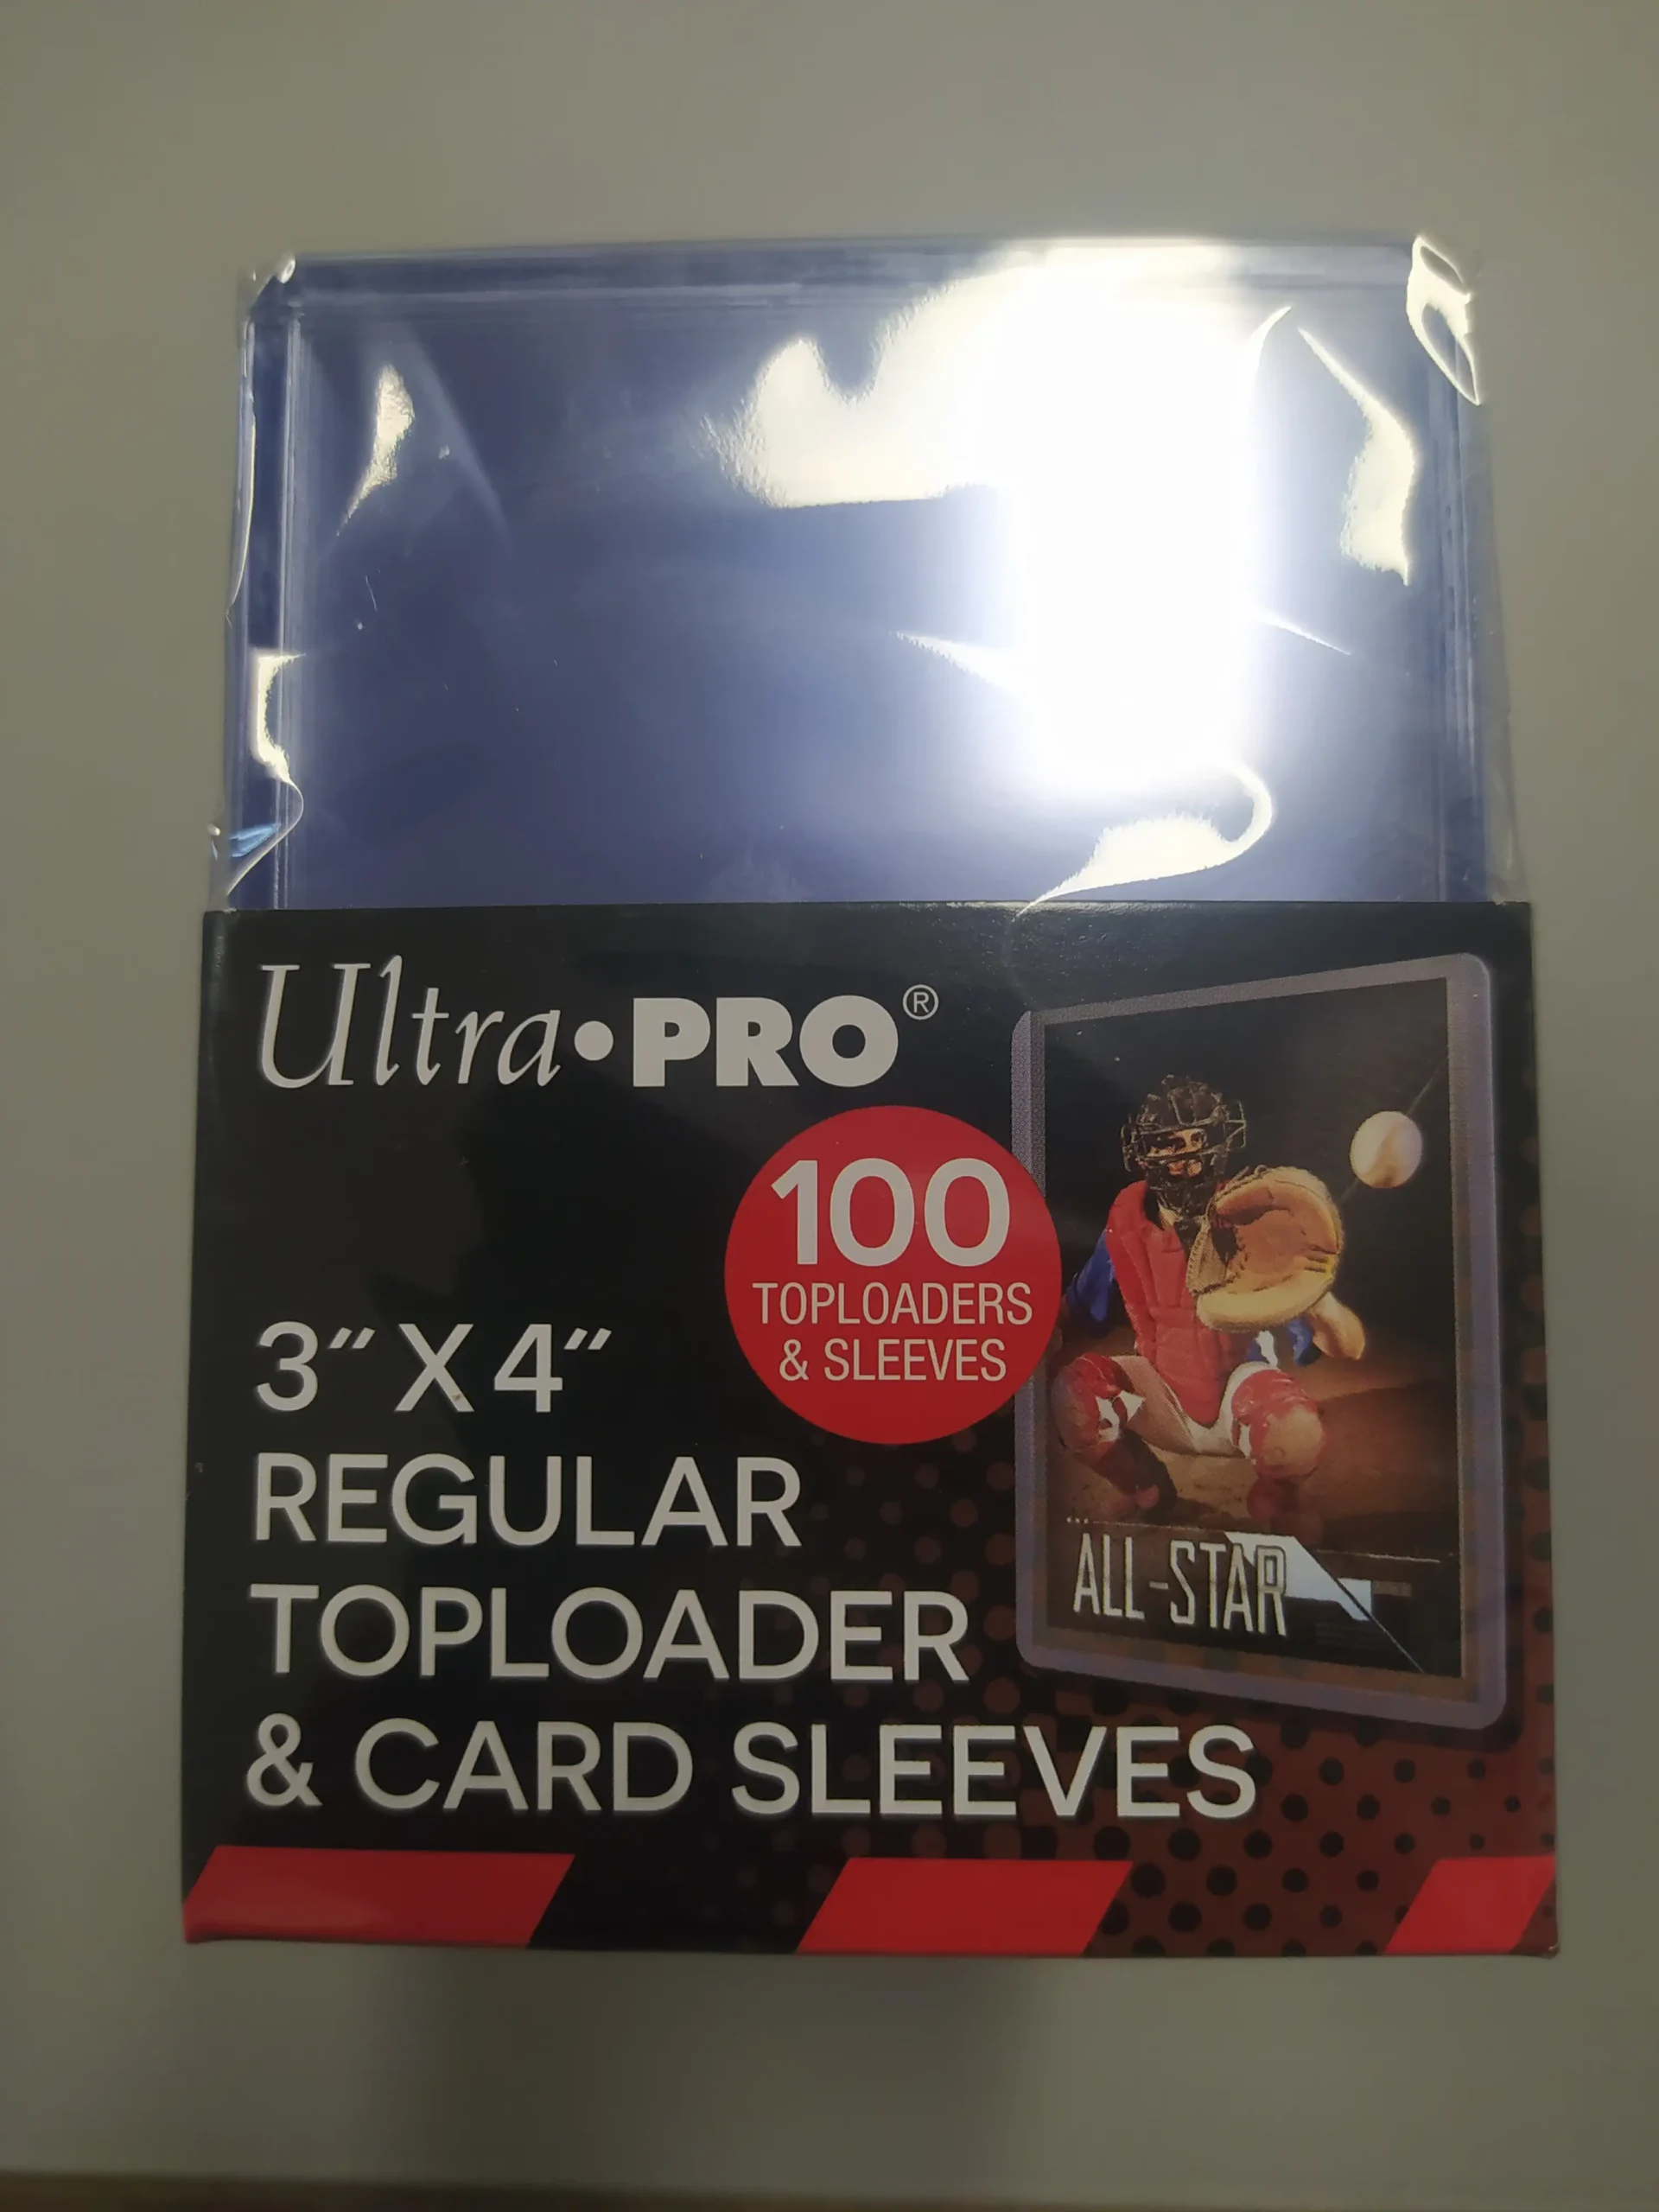 Ultra•PRO®
100
TOPLOADERS
& SLEEVES
3" X 4"
REGULAR
TOPLOADER
& CARD SLEEVES
ALL-STAR